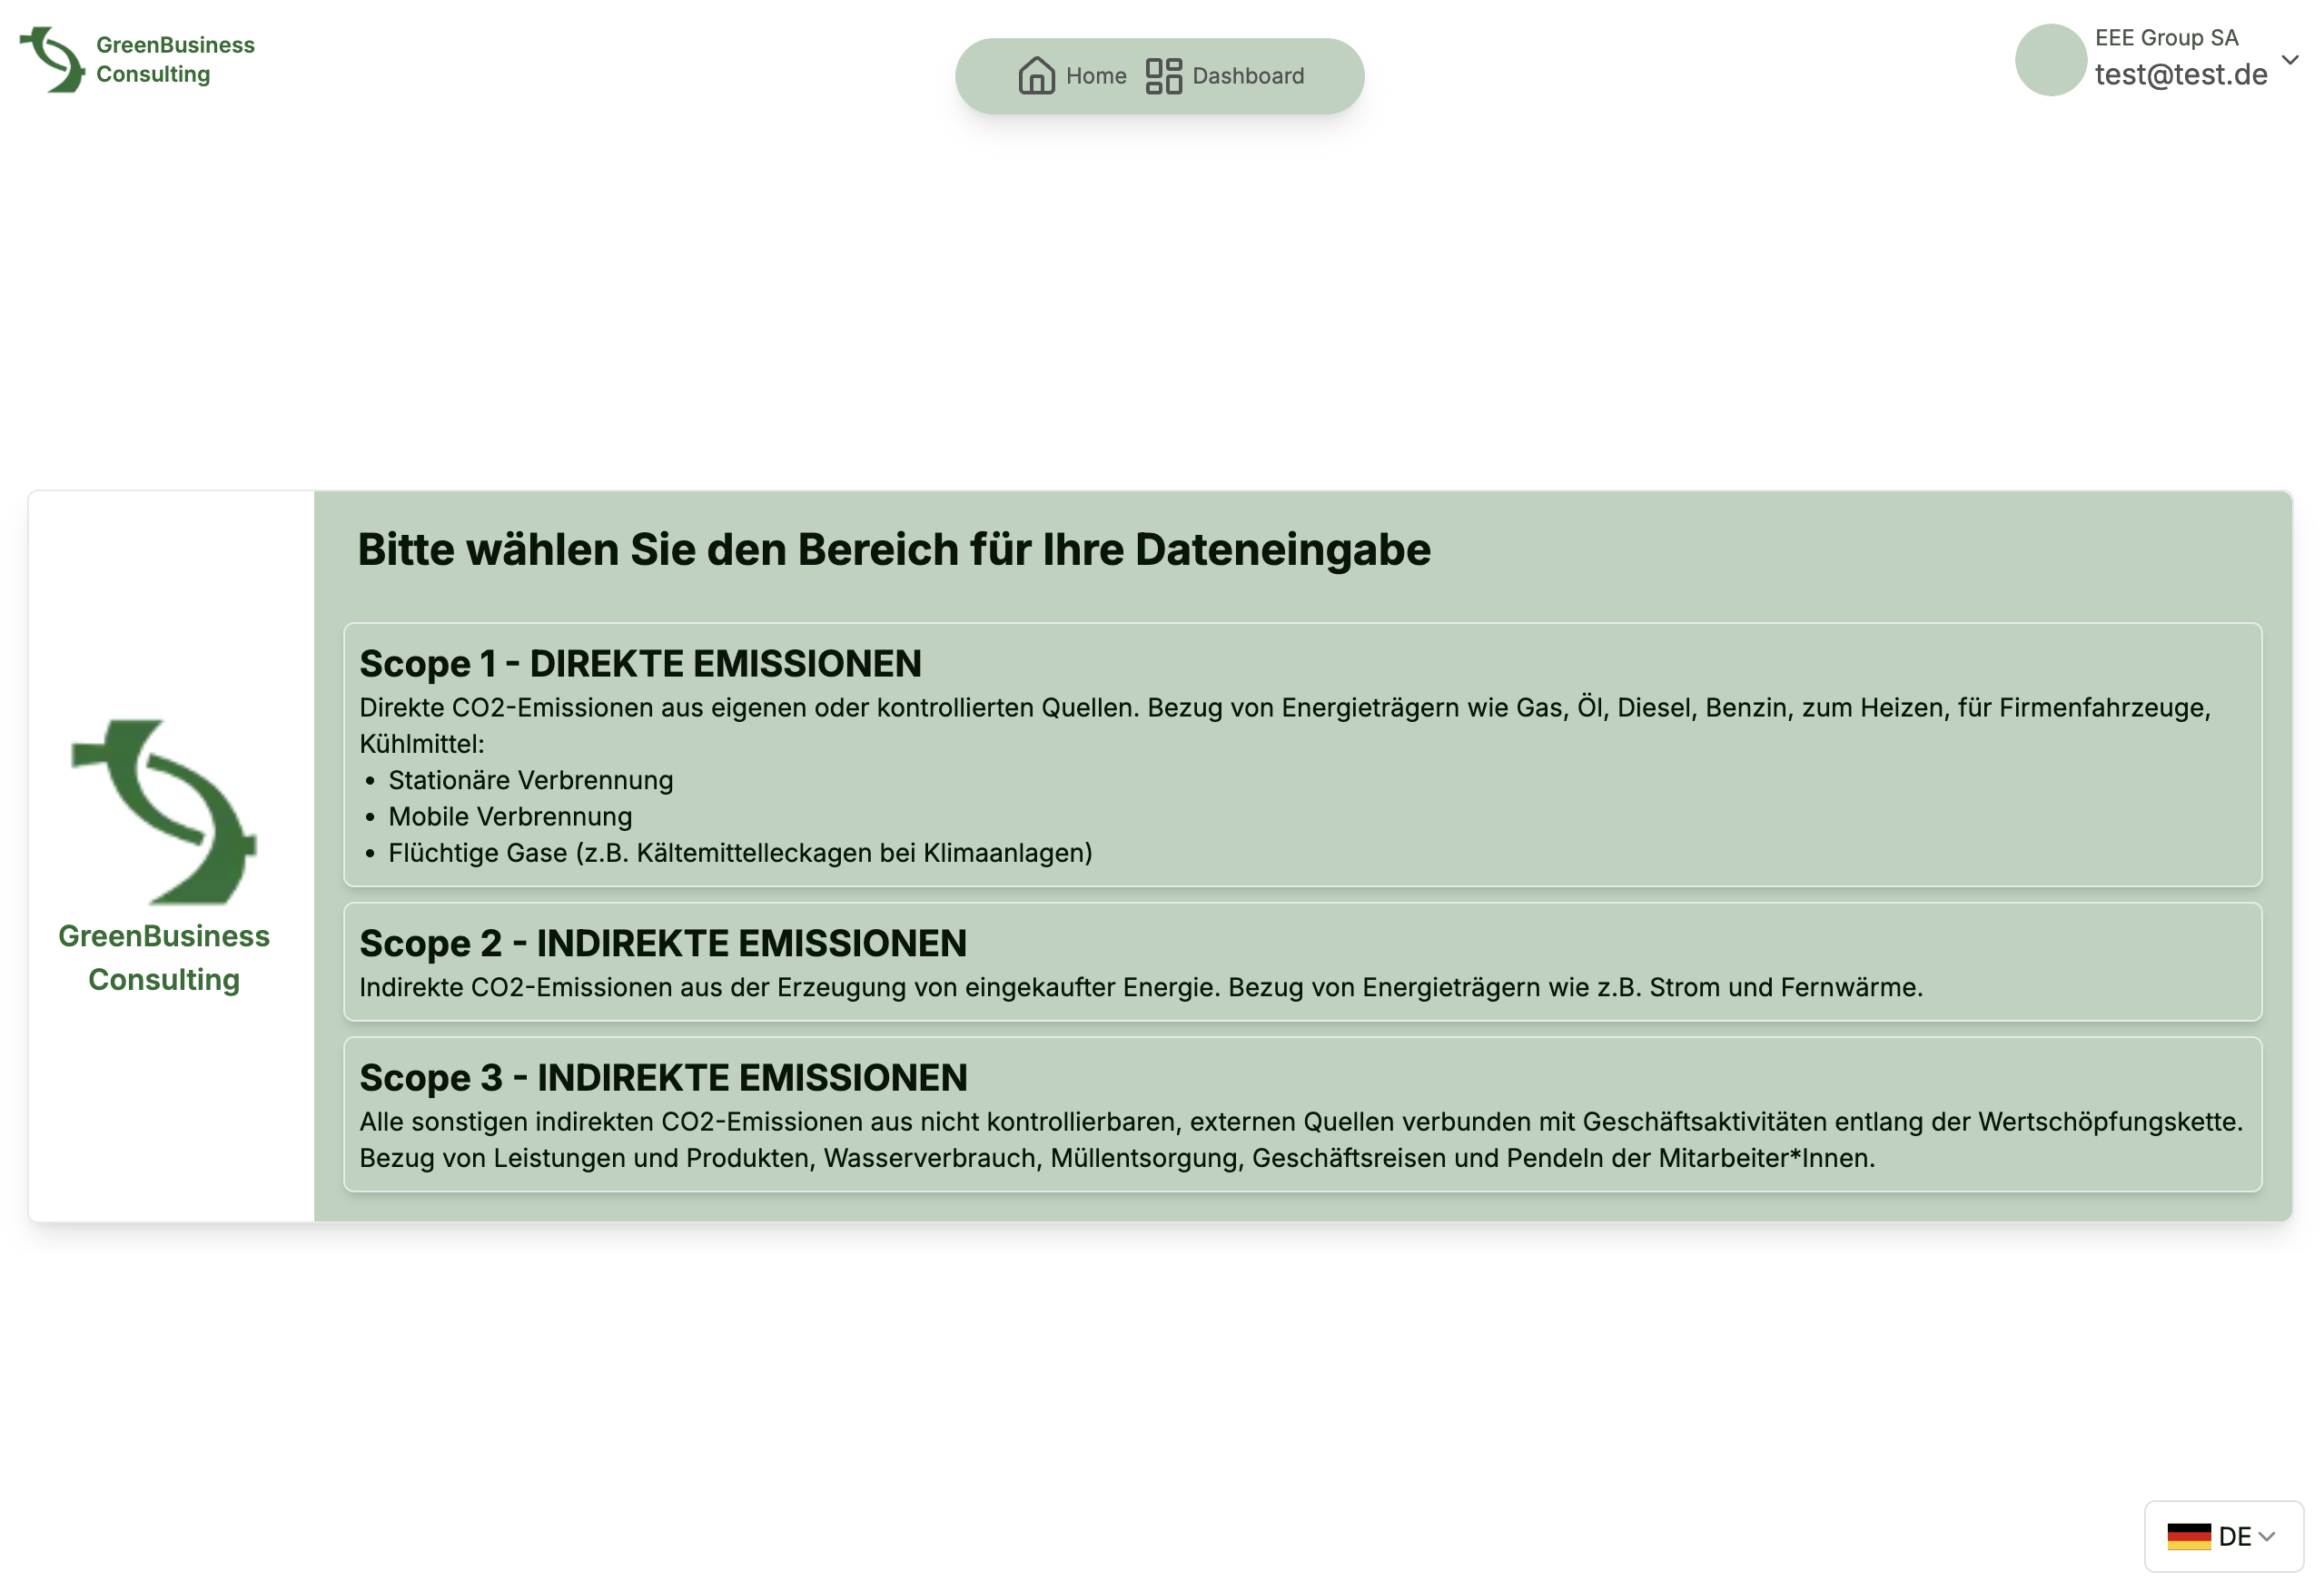 GreenBusiness
Consulting
Home
Dashboard
EEE Group SA
test@test.de
GreenBusiness
Consulting
Bitte wählen Sie den Bereich für Ihre Dateneingabe
Scope 1 - DIREKTE EMISSIONEN
Direkte CO2-Emissionen aus eigenen oder kontrollierten Quellen. Bezug von Energieträgern wie Gas, Öl, Diesel, Benzin, zum Heizen, für Firmenfahrzeuge,
Kühlmittel:
• Stationäre Verbrennung
• Mobile Verbrennung
• Flüchtige Gase (z.B. Kältemittelleckagen bei Klimaanlagen)
Scope 2 - INDIREKTE EMISSIONEN
Indirekte CO2-Emissionen aus der Erzeugung von eingekaufter Energie. Bezug von Energieträgern wie z.B. Strom und Fernwärme.
Scope 3 - INDIREKTE EMISSIONEN
Alle sonstigen indirekten CO2-Emissionen aus nicht kontrollierbaren, externen Quellen verbunden mit Geschäftsaktivitäten entlang der Wertschöpfungskette.
Bezug von Leistungen und Produkten, Wasserverbrauch, Müllentsorgung, Geschäftsreisen und Pendeln der Mitarbeiter*Innen.
DE